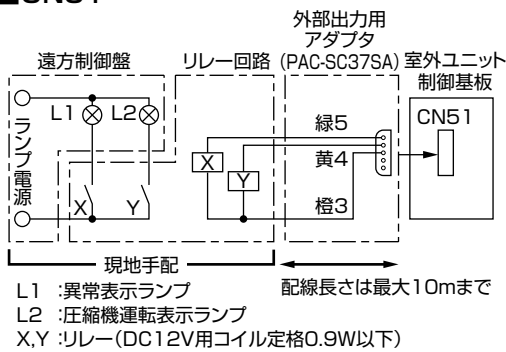 外部出力用
アダプタ
(PAC-SC37SA)
遠方制御盤
リレー回路
室外ユニット
制御基板
L1
L2
ランプ電源
X
Y
X
Y
緑5
黄4
橙3
CN51
現地手配
配線長さは最大10mまで
L1 :異常表示ランプ
L2 :圧縮機運転表示ランプ
X,Y :リレー(DC12V用コイル定格0.9W以下)